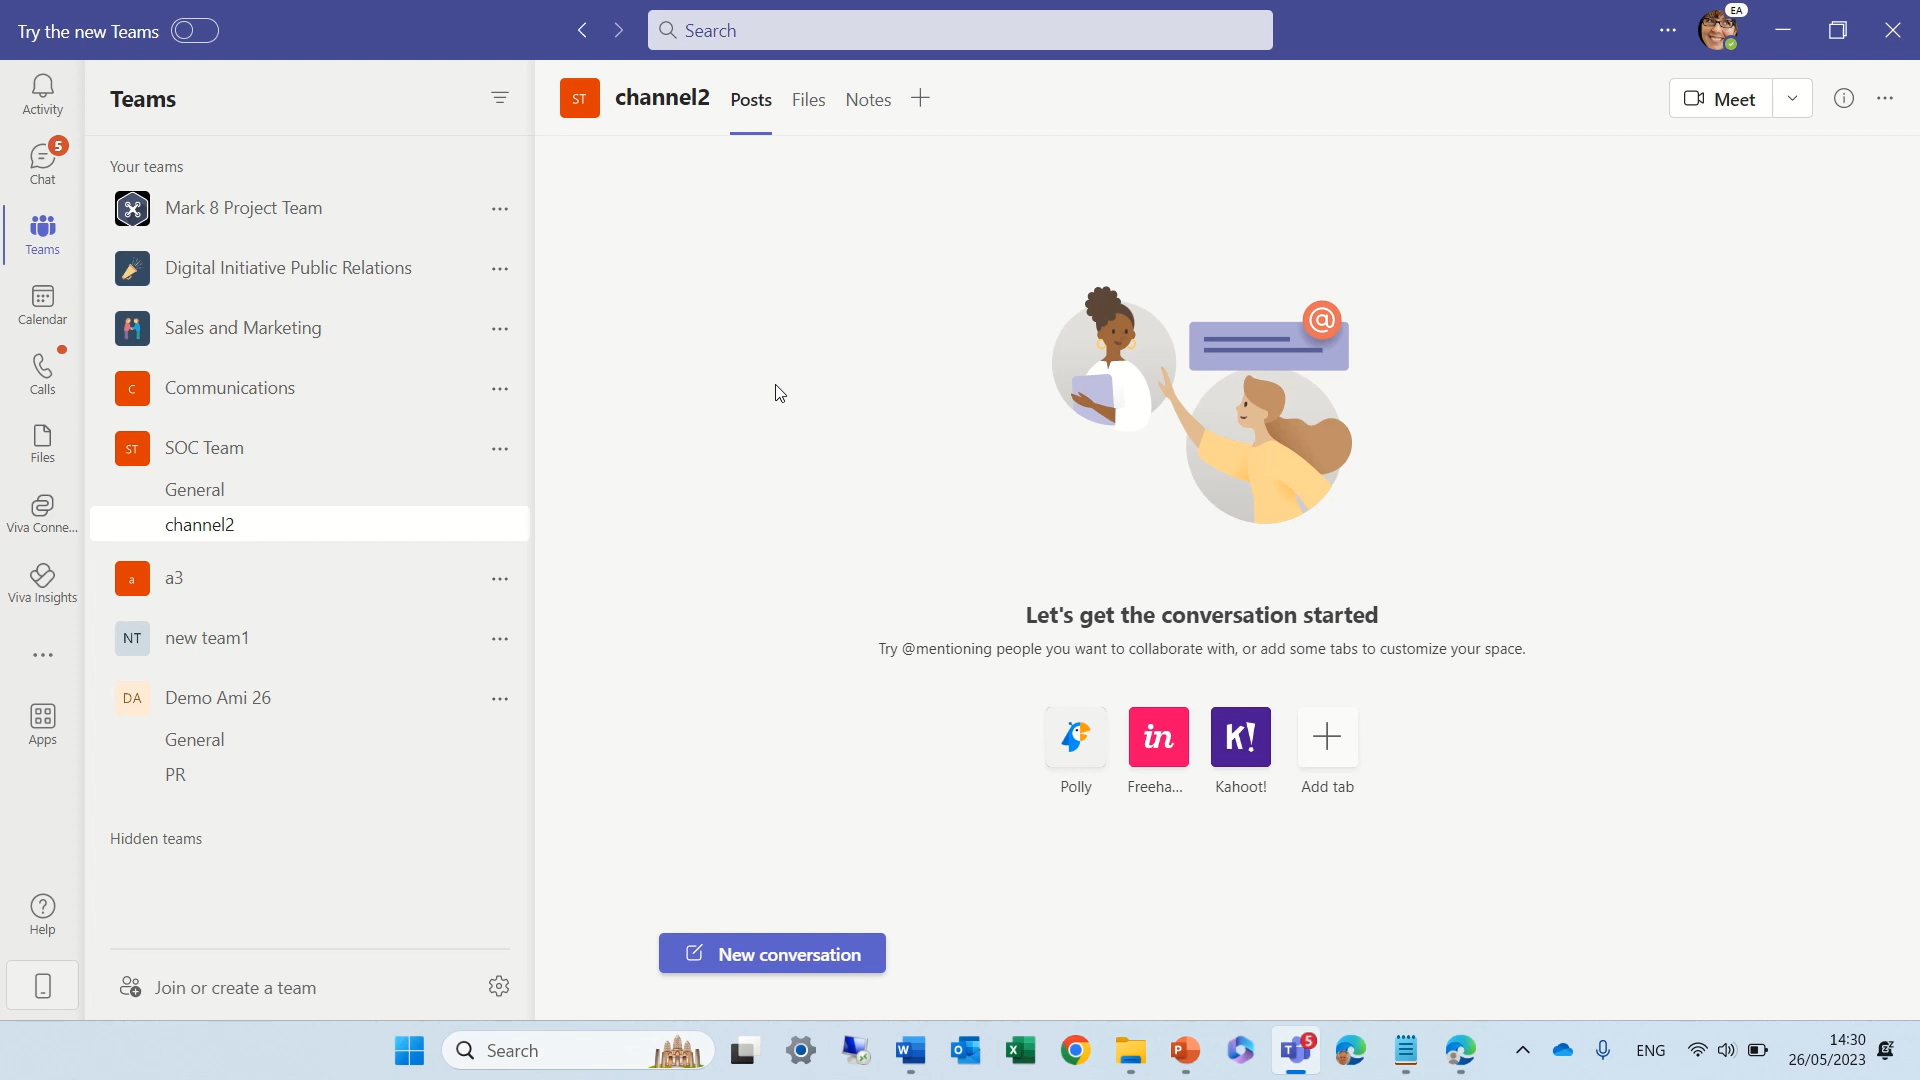 Try the new Teams
Search
EA
Activity
5
Chat
Teams
Calendar
Calls
Files
Viva Conne...
Viva Insights
Apps
Help
Teams
Your teams
Mark 8 Project Team
Digital Initiative Public Relations
Sales and Marketing
C Communications
ST SOC Team
General
channel2
a a3
NT new team1
DA Demo Ami 26
General
PR
Hidden teams
Join or create a team
ST channel2 Posts Files Notes
Meet
@
Let's get the conversation started
Try @mentioning people you want to collaborate with, or add some tabs to customize your space.
in K!
Polly Freeha... Kahoot! Add tab
New conversation
Search
5
ENG
14:30
26/05/2023